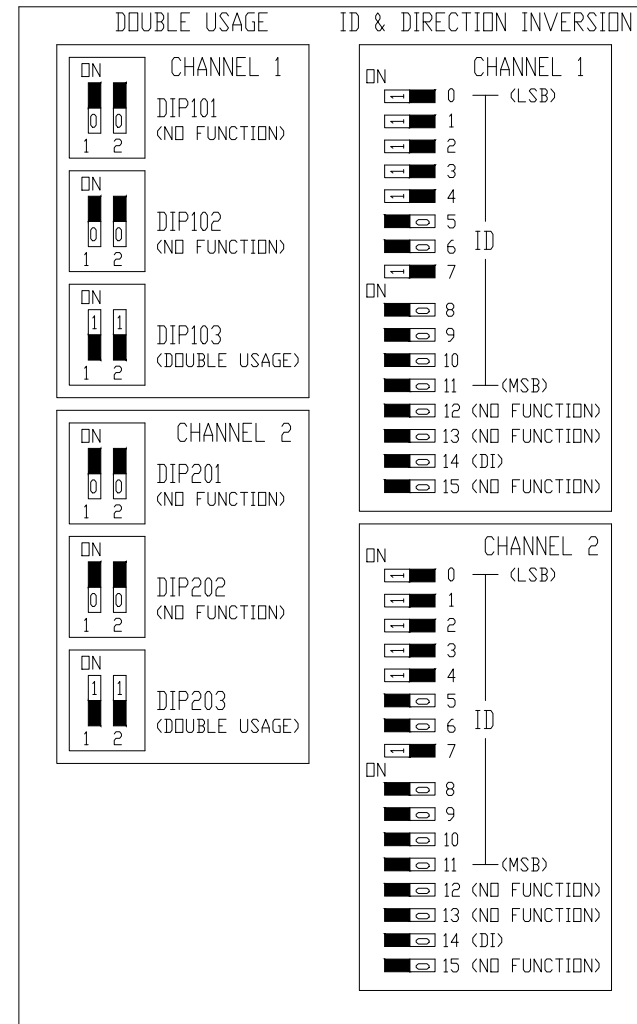 DOUBLE USAGE
ON
CHANNEL 1
0 0
1 2
DIP101
(NO FUNCTION)
ON
0 0
1 2
DIP102
(NO FUNCTION)
ON
1 1
1 2
DIP103
(DOUBLE USAGE)
ON
CHANNEL 2
0 0
1 2
DIP201
(NO FUNCTION)
ON
0 0
1 2
DIP202
(NO FUNCTION)
ON
1 1
1 2
DIP203
(DOUBLE USAGE)
ID & DIRECTION INVERSION
CHANNEL 1
ON
1 0 (LSB)
1 1
1 2
1 3
1 4
0 5
0 6
ID
1 7
ON
0 8
0 9
0 10
0 11 (MSB)
0 12 (NO FUNCTION)
0 13 (NO FUNCTION)
0 14 (DI)
0 15 (NO FUNCTION)
CHANNEL 2
ON
1 0 (LSB)
1 1
1 2
1 3
1 4
0 5
0 6
ID
1 7
ON
0 8
0 9
0 10
0 11 (MSB)
0 12 (NO FUNCTION)
0 13 (NO FUNCTION)
0 14 (DI)
0 15 (NO FUNCTION)